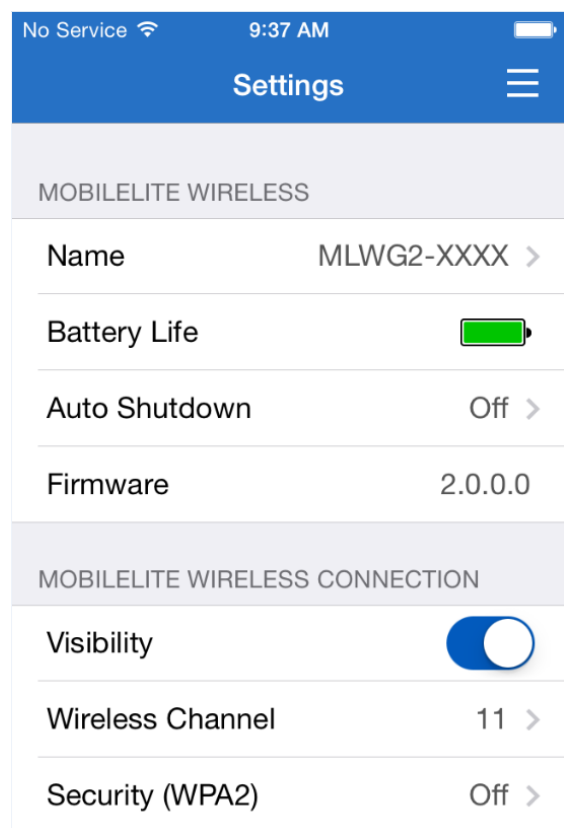 No Service 9:37 AM
Settings
MOBILELITE WIRELESS
Name MLWG2-XXXX
Battery Life
Auto Shutdown Off
Firmware 2.0.0.0
MOBILELITE WIRELESS CONNECTION
Visibility
Wireless Channel 11
Security (WPA2) Off